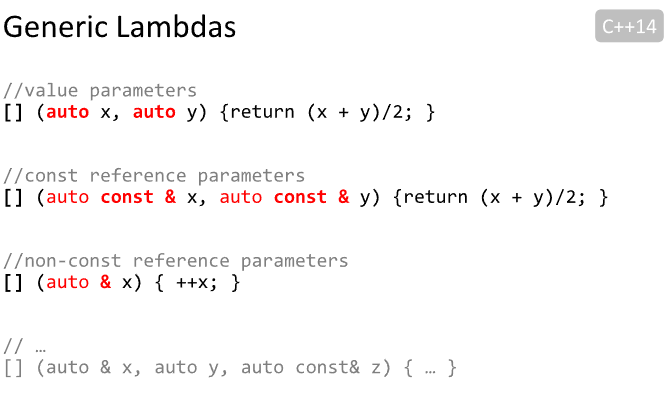 Generic Lambdas
C++14
//value parameters
[] (auto x, auto y) {return (x + y)/2; }
//const reference parameters
[] (auto const & x, auto const & y) {return (x + y)/2; }
//non-const reference parameters
[] (auto & x) { ++x; }
// …
[] (auto & x, auto y, auto const& z) { … }